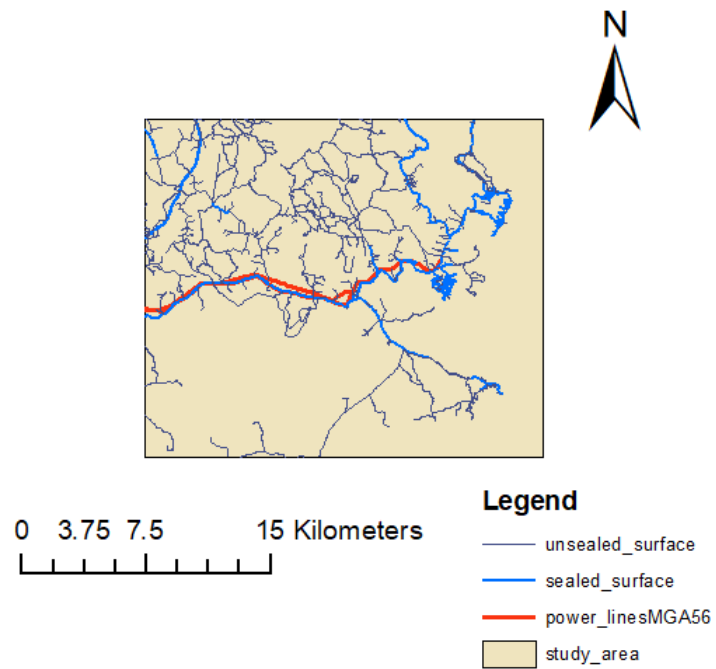 N
0 3.75 7.5 15 Kilometers
Legend
unsealed_surface
sealed_surface
power_linesMGA56
study_area